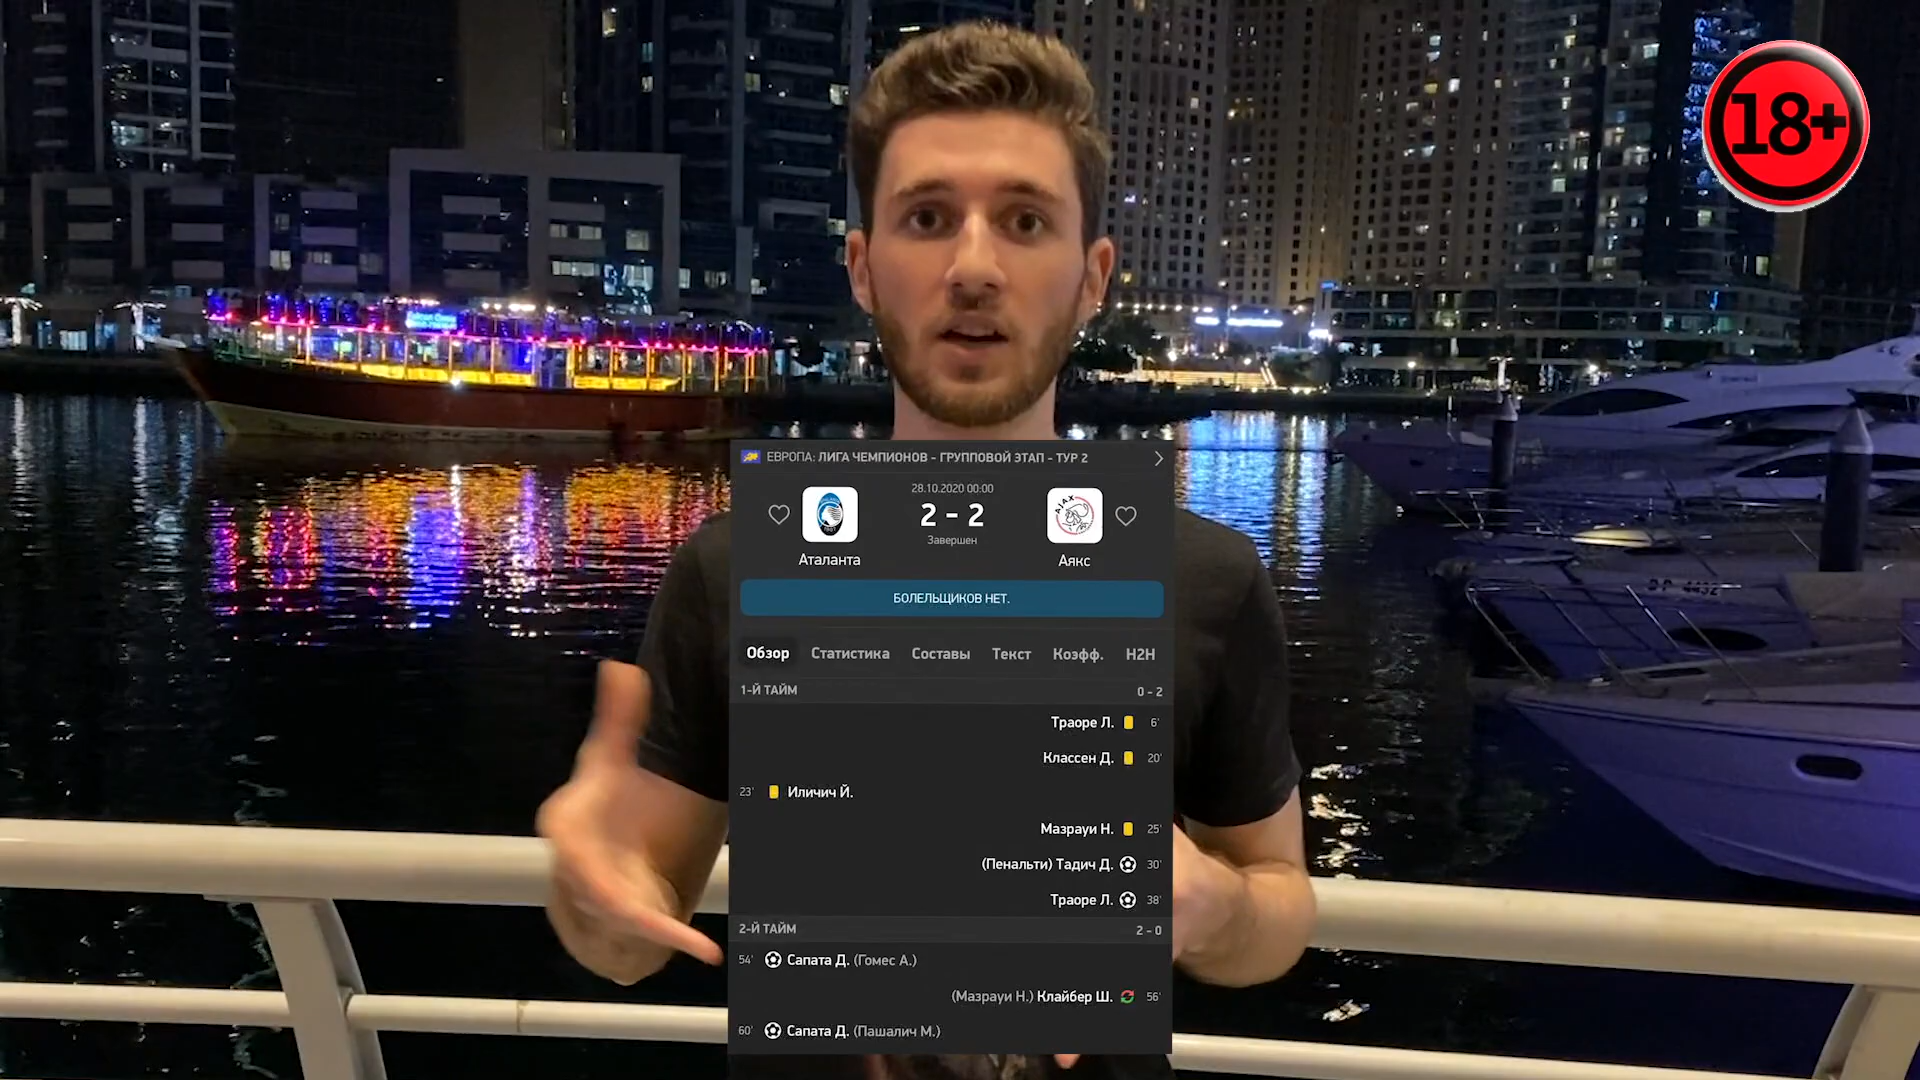 18+
ЕВРОПА: ЛИГА ЧЕМПИОНОВ - ГРУППОВОЙ ЭТАП - ТУР 2
28.10.2020 00:00
2 - 2
Завершен
AJAX
Аталанта
Аякс
БОЛЕЛЬЩИКОВ НЕТ.
Обзор Статистика Составы Текст Коэфф. H2H
1-Й ТАЙМ 0 - 2
Траоре Л. 6'
Классен Д. 20'
23' Иличич Й.
Мазрауи Н. 25'
(Пенальти) Тадич Д. 30'
Траоре Л. 38'
2-Й ТАЙМ 2 - 0
54' Сапата Д. (Гомес А.)
(Мазрауи Н.) Клайбер Ш. 56'
60' Сапата Д. (Пашалич М.)